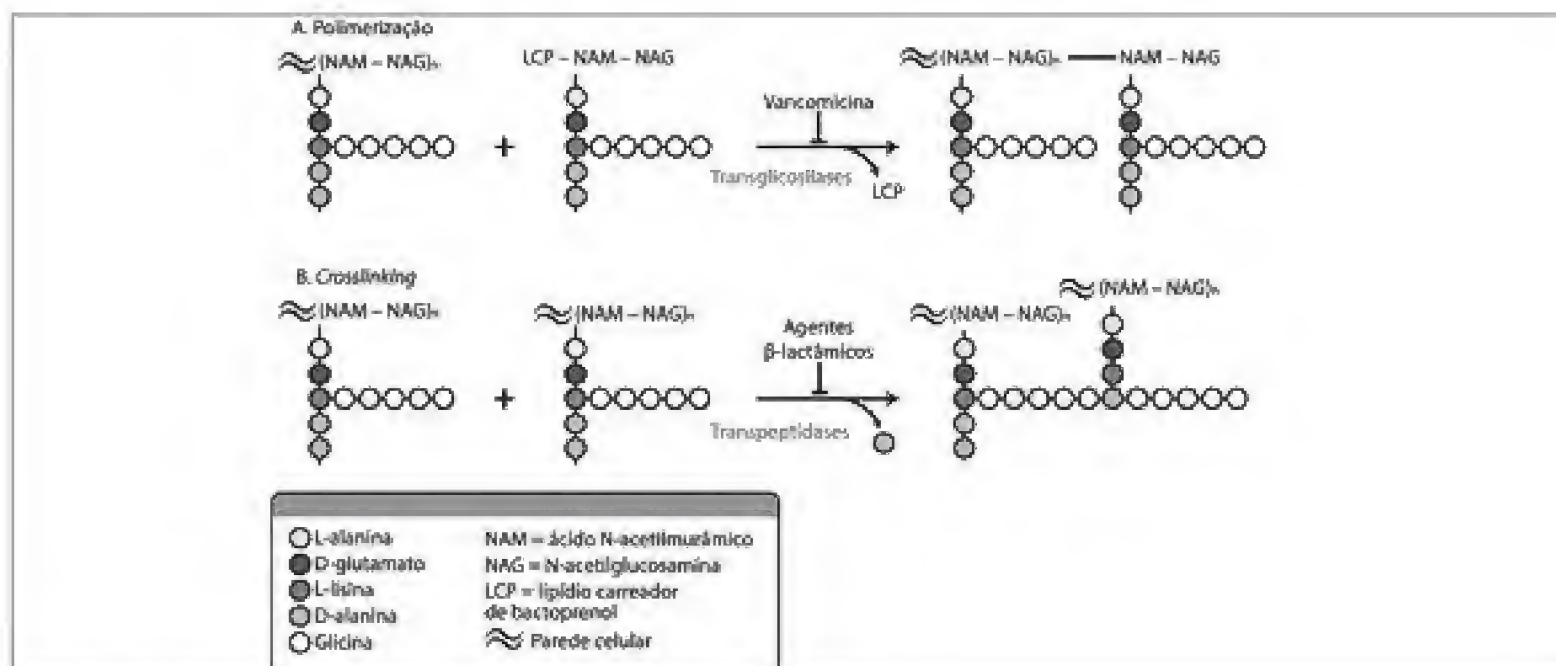 A. Polimerização
(NAM – NAG)ₙ
LCP – NAM – NAG
(NAM – NAG)ₙ
NAM – NAG
Vancomicina
+
Transglicosilases
LCP
B. Crosslinking
(NAM – NAG)ₙ
(NAM – NAG)ₙ
(NAM – NAG)ₙ
(NAM – NAG)ₙ
Agentes
β-lactâmicos
+
Transpeptidases
L-alanina
D-glutamato
L-lisina
D-alanina
Glicina
NAM = ácido N-acetilmurâmico
NAG = N-acetilglucosamina
LCP = lipídio carreador
de bactoprenol
Parede celular